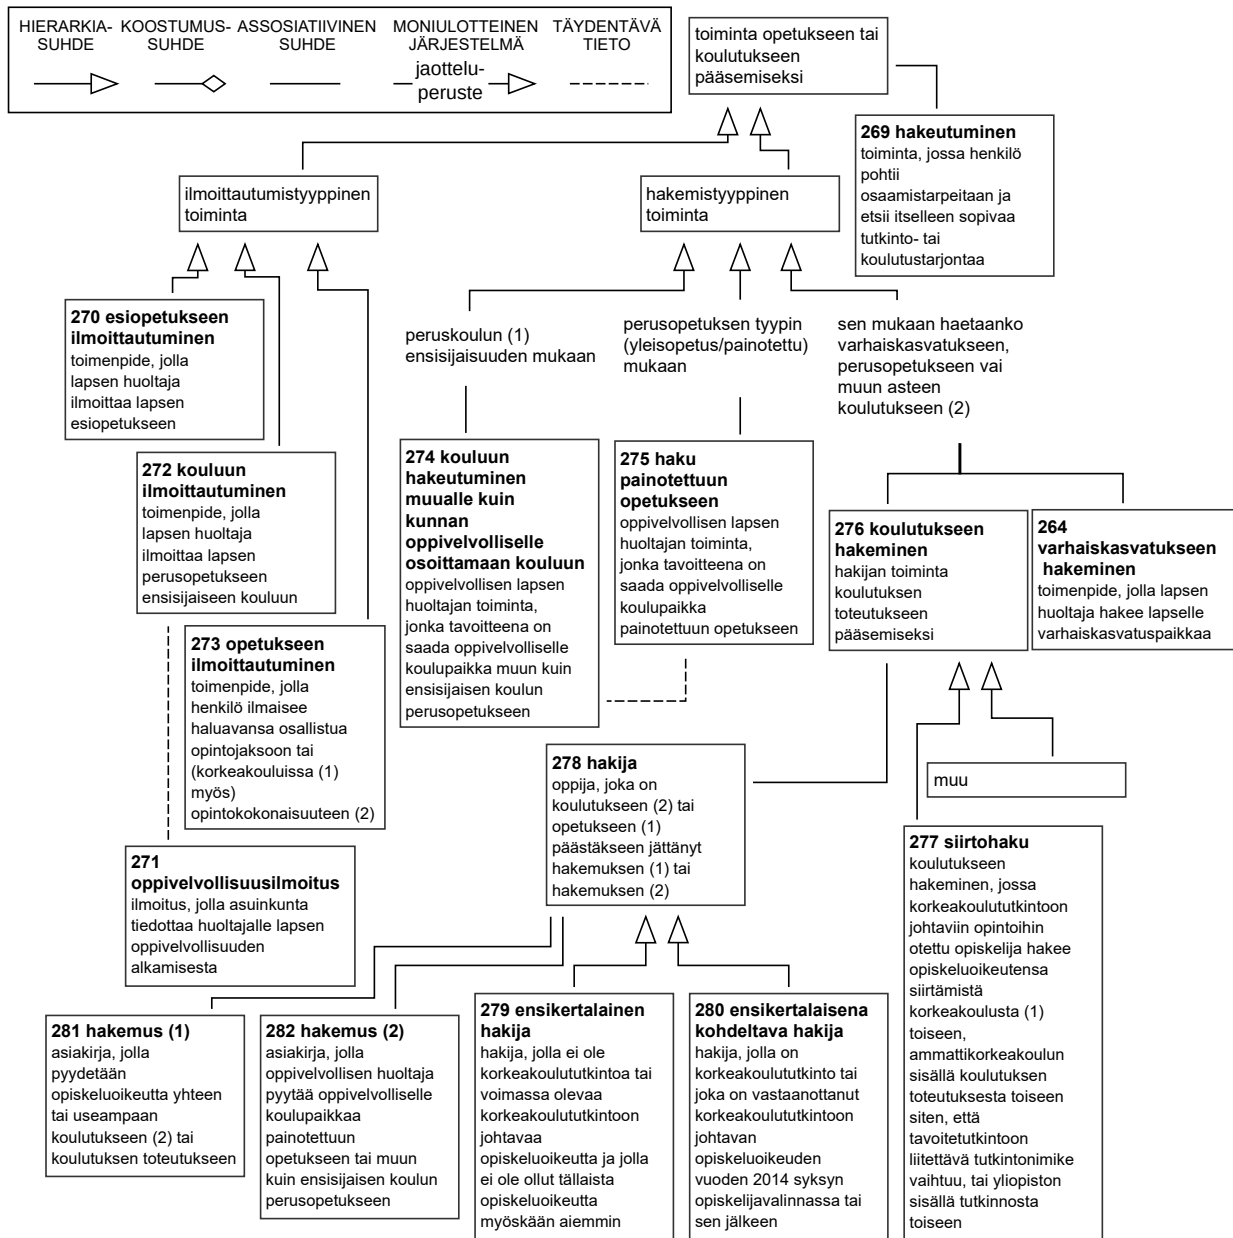 HIERARKIA-
SUHDE
KOOSTUMUS-
SUHDE
ASSOSIATIIVINEN
SUHDE
MONIULOTTEINEN
JÄRJESTELMÄ
jaottelu-
peruste
TÄYDENTÄVÄ
TIETO
toiminta opetukseen tai
koulutukseen
pääsemiseksi
269 hakeutuminen
toiminta, jossa henkilö
pohtii
osaamistarpeitaan ja
etsii itselleen sopivaa
tutkinto- tai
koulutustarjontaa
ilmoittautumistyyppinen
toiminta
hakemistyyppinen
toiminta
270 esiopetukseen
ilmoittautuminen
toimenpide, jolla
lapsen huoltaja
ilmoittaa lapsen
esiopetukseen
peruskoulun (1)
ensisijaisuuden mukaan
perusopetuksen tyypin
(yleisopetus/painotettu)
mukaan
sen mukaan haetaanko
varhaiskasvatukseen,
perusopetukseen vai
muun asteen
koulutukseen (2)
272 kouluun
ilmoittautuminen
toimenpide, jolla
lapsen huoltaja
ilmoittaa lapsen
perusopetukseen
ensisijaiseen kouluun
274 kouluun
hakeutuminen
muualle kuin
kunnan
oppivelvolliselle
osoittamaan kouluun
oppivelvollisen lapsen
huoltajan toiminta,
jonka tavoitteena on
saada oppivelvolliselle
koulupaikka muun kuin
ensisijaisen koulun
perusopetukseen
275 haku
painotettuun
opetukseen
oppivelvollisen lapsen
huoltajan toiminta,
jonka tavoitteena on
saada oppivelvolliselle
koulupaikka
painotettuun opetukseen
276 koulutukseen
hakeminen
hakijan toiminta
koulutuksen
toteutukseen
pääsemiseksi
264
varhaiskasvatukseen
hakeminen
toimenpide, jolla lapsen
huoltaja hakee lapselle
varhaiskasvatuspaikkaa
273 opetukseen
ilmoittautuminen
toimenpide, jolla
henkilö ilmaisee
haluavansa osallistua
opintojaksoon tai
(korkeakouluissa (1)
myös)
opintokokonaisuuteen (2)
278 hakija
oppija, joka on
koulutukseen (2) tai
opetukseen (1)
päästäkseen jättänyt
hakemuksen (1) tai
hakemuksen (2)
muu
277 siirtohaku
koulutukseen
hakeminen, jossa
korkeakoulututkintoon
johtaviin opintoihin
otettu opiskelija hakee
opiskeluoikeutensa
siirtämistä
korkeakoulusta (1)
toiseen,
ammattikorkeakoulun
sisällä koulutuksen
toteutuksesta toiseen
siten, että
tavoitetutkintoon
liitettävä tutkintonimike
vaihtuu, tai yliopiston
sisällä tutkinnosta
toiseen
271
oppivelvollisuusilmoitus
ilmoitus, jolla asuinkunta
tiedottaa huoltajalle lapsen
oppivelvollisuuden
alkamisesta
281 hakemus (1)
asiakirja, jolla
pyydetään
opiskeluoikeutta yhteen
tai useampaan
koulutukseen (2) tai
koulutuksen toteutukseen
282 hakemus (2)
asiakirja, jolla
oppivelvollisen huoltaja
pyytää oppivelvolliselle
koulupaikkaa
painotettuun
opetukseen tai muun
kuin ensisijaisen koulun
perusopetukseen
279 ensikertalainen
hakija
hakija, jolla ei ole
korkeakoulututkintoa tai
voimassa olevaa
korkeakoulututkintoon
johtavaa
opiskeluoikeutta ja jolla
ei ole ollut tällaista
opiskeluoikeutta
myöskään aiemmin
280 ensikertalaisena
kohdeltava hakija
hakija, jolla on
korkeakoulututkinto tai
joka on vastaanottanut
korkeakoulututkintoon
johtavan
opiskeluoikeuden
vuoden 2014 syksyn
opiskelijavalinnassa tai
sen jälkeen